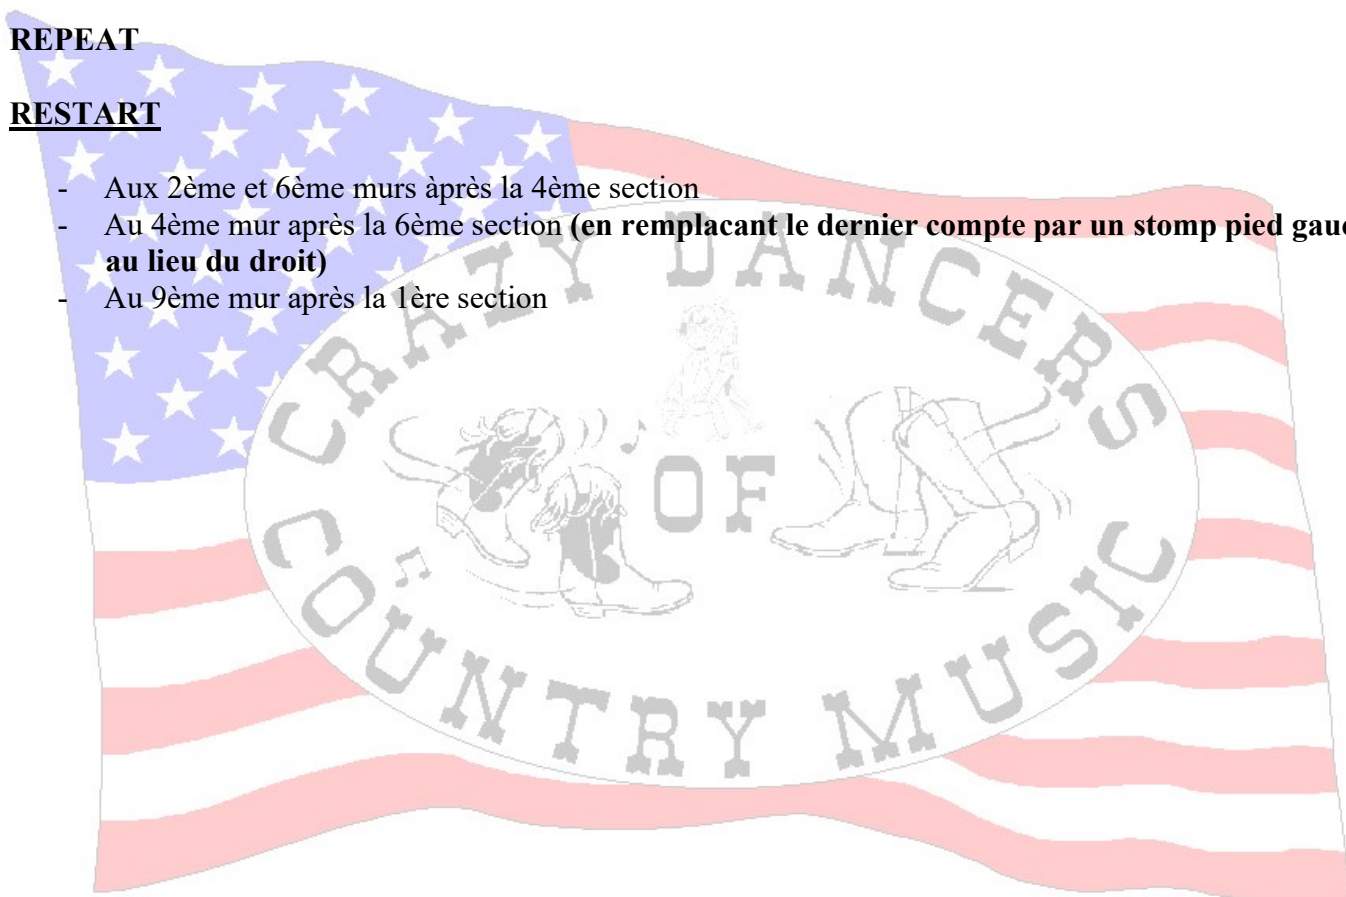 REPEAT
RESTART
- Aux 2ème et 6ème murs àprès la 4ème section
- Au 4ème mur après la 6ème section (en remplacant le dernier compte par un stomp pied
au lieu du droit)
- Au 9ème mur après la 1ère section
CRAZY DANCERS
OF
COUNTRY MUSIC